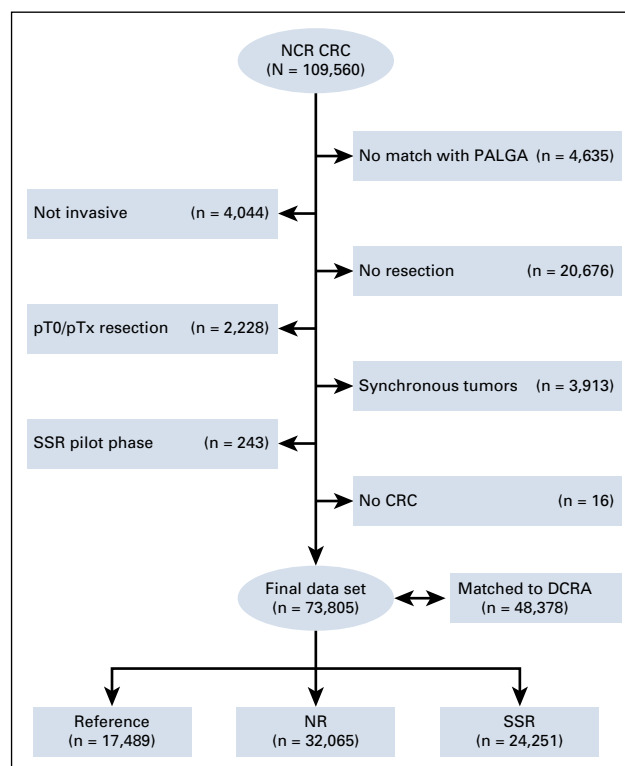 NCR CRC
(N = 109,560)
No match with PALGA (n = 4,635)
Not invasive (n = 4,044)
No resection (n = 20,676)
pT0/pTx resection (n = 2,228)
Synchronous tumors (n = 3,913)
SSR pilot phase (n = 243)
No CRC (n = 16)
Final data set
(n = 73,805)
Matched to DCRA
(n = 48,378)
Reference
(n = 17,489)
NR
(n = 32,065)
SSR
(n = 24,251)